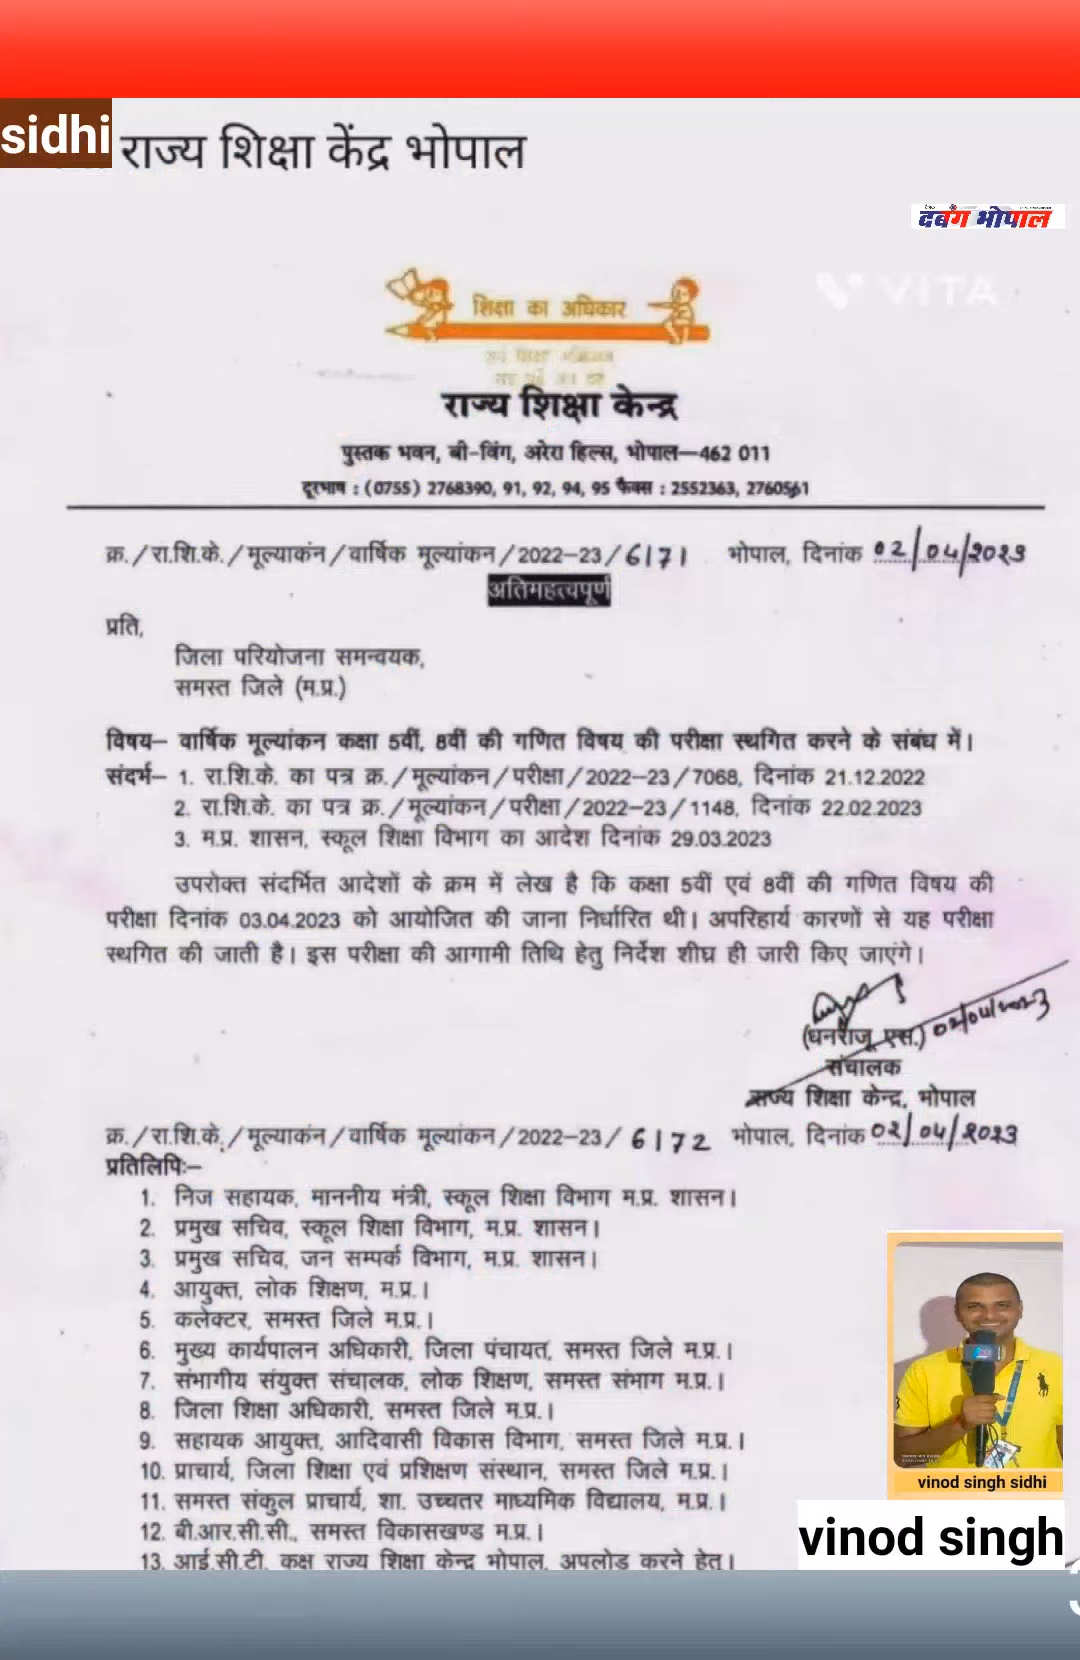 sidhi
राज्य शिक्षा केंद्र भोपाल
दबंग भोपाल
VITA
शिक्षा का अधिकार
राज्य शिक्षा केन्द्र
पुस्तक भवन, बी-विंग, अरेरा हिल्स, भोपाल–462 011
दूरभाष : (0755) 2768390, 91, 92, 94, 95 फैक्स : 2552363, 2760561
क्र./रा.शि.के./मूल्याकंन/वार्षिक मूल्यांकन/2022-23/6171 भोपाल, दिनांक 02/04/2023
अतिमहत्वपूर्ण
प्रति,
जिला परियोजना समन्वयक,
समस्त जिले (म.प्र.)
विषय– वार्षिक मूल्यांकन कक्षा 5वीं, 8वीं की गणित विषय की परीक्षा स्थगित करने के संबंध में।
संदर्भ– 1. रा.शि.के. का पत्र क्र./मूल्यांकन/परीक्षा/2022-23/7068, दिनांक 21.12.2022
2. रा.शि.के. का पत्र क्र./मूल्यांकन/परीक्षा/2022-23/1148, दिनांक 22.02.2023
3. म.प्र. शासन, स्कूल शिक्षा विभाग का आदेश दिनांक 29.03.2023
उपरोक्त संदर्भित आदेशों के क्रम में लेख है कि कक्षा 5वीं एवं 8वीं की गणित विषय की
परीक्षा दिनांक 03.04.2023 को आयोजित की जाना निर्धारित थी। अपरिहार्य कारणों से यह परीक्षा
स्थगित की जाती है। इस परीक्षा की आगामी तिथि हेतु निर्देश शीघ्र ही जारी किए जाएंगे।
(धनराजू एस.) 02/04/2023
संचालक
राज्य शिक्षा केन्द्र, भोपाल
क्र./रा.शि.के./मूल्याकंन/वार्षिक मूल्यांकन/2022-23/6172 भोपाल, दिनांक 02/04/2023
प्रतिलिपिः–
1. निज सहायक, माननीय मंत्री, स्कूल शिक्षा विभाग म.प्र. शासन।
2. प्रमुख सचिव, स्कूल शिक्षा विभाग, म.प्र. शासन।
3. प्रमुख सचिव, जन सम्पर्क विभाग, म.प्र. शासन।
4. आयुक्त, लोक शिक्षण, म.प्र.।
5. कलेक्टर, समस्त जिले म.प्र.।
6. मुख्य कार्यपालन अधिकारी, जिला पंचायत, समस्त जिले म.प्र.।
7. संभागीय संयुक्त संचालक, लोक शिक्षण, समस्त संभाग म.प्र.।
8. जिला शिक्षा अधिकारी, समस्त जिले म.प्र.।
9. सहायक आयुक्त, आदिवासी विकास विभाग, समस्त जिले म.प्र.।
10. प्राचार्य, जिला शिक्षा एवं प्रशिक्षण संस्थान, समस्त जिले म.प्र.।
11. समस्त संकुल प्राचार्य, शा. उच्चतर माध्यमिक विद्यालय, म.प्र.।
12. बी.आर.सी.सी., समस्त विकासखण्ड म.प्र.।
13. आई.सी.टी. कक्ष राज्य शिक्षा केन्द्र भोपाल, अपलोड करने हेतु।
vinod singh sidhi
vinod singh